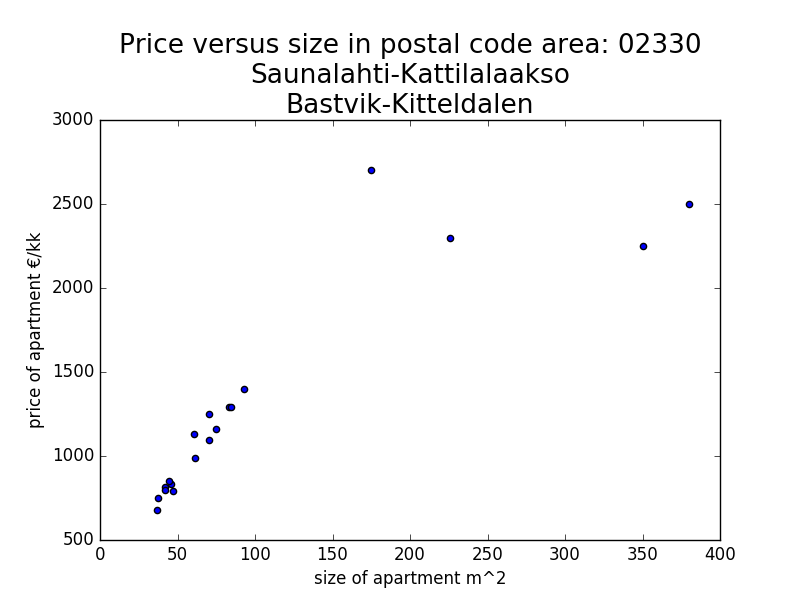 Price versus size in postal code area: 02330
Saunalahti-Kattilalaakso
Bastvik-Kitteldalen
3000
2500
2000
1500
1000
500
price of apartment €/kk
0 50 100 150 200 250 300 350 400
size of apartment m^2